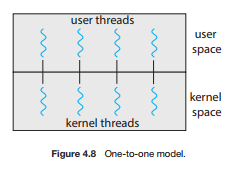 user threads
user
space
kernel
space
kernel threads
Figure 4.8 One-to-one model.